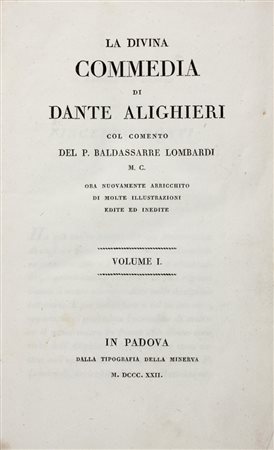 LA DIVINA
COMMEDIA
DI
DANTE ALIGHIERI
COL COMENTO
DEL P. BALDASSARRE LOMBARDI
M. C.
ORA NUOVAMENTE ARRICCHITO
DI MOLTE ILLUSTRAZIONI
EDITE ED INEDITE
VOLUME I.
IN PADOVA
DALLA TIPOGRAFIA DELLA MINERVA
M. DCCC. XXII.